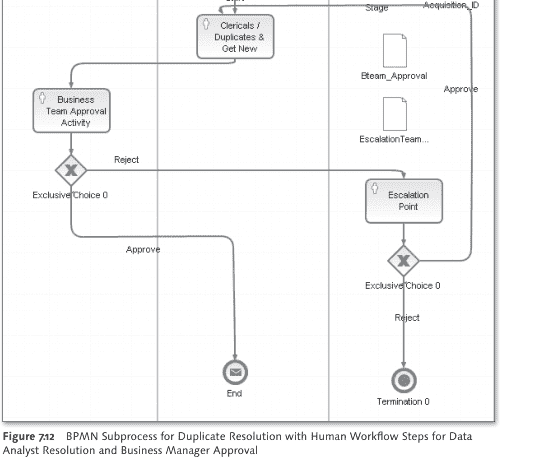 Stage
Acquisition_ID
Clericals /
Duplicates &
Get New
Bteam_Approval
Approve
Business
Team Approval
Activity
EscalationTeam...
Reject
Exclusive Choice 0
Escalation
Point
Approve
Exclusive Choice 0
Reject
End
Termination 0
Figure 7.12 BPMN Subprocess for Duplicate Resolution with Human Workflow Steps for Data
Analyst Resolution and Business Manager Approval